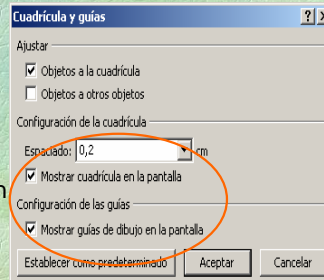 Cuadrícula y guías
Ajustar
Objetos a la cuadrícula
Objetos a otros objetos
Configuración de la cuadrícula
Espaciado: 0,2 cm
Mostrar cuadrícula en la pantalla
Configuración de las guías
Mostrar guías de dibujo en la pantalla
Establecer como predeterminado Aceptar Cancelar